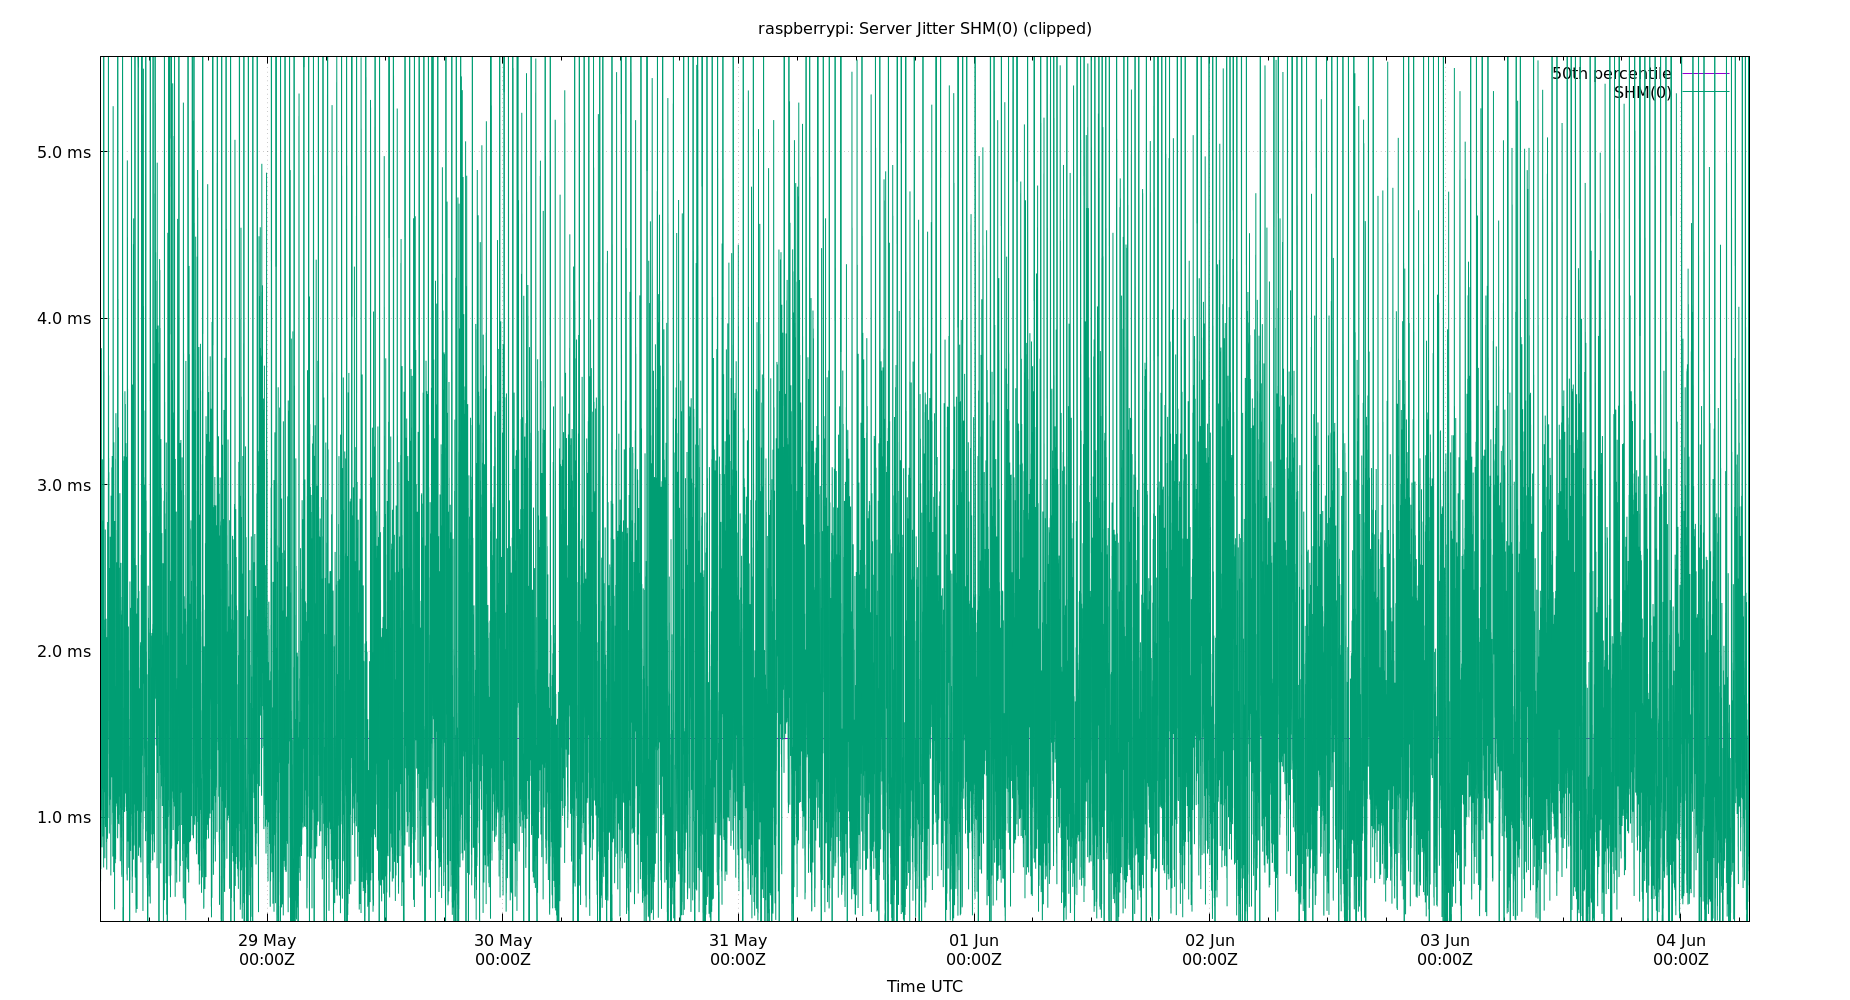 raspberrypi: Server Jitter SHM(0) (clipped)
50th percentile
SHM(0)
5.0 ms
4.0 ms
3.0 ms
2.0 ms
1.0 ms
29 May
00:00Z
30 May
00:00Z
31 May
00:00Z
01 Jun
00:00Z
02 Jun
00:00Z
03 Jun
00:00Z
04 Jun
00:00Z
Time UTC